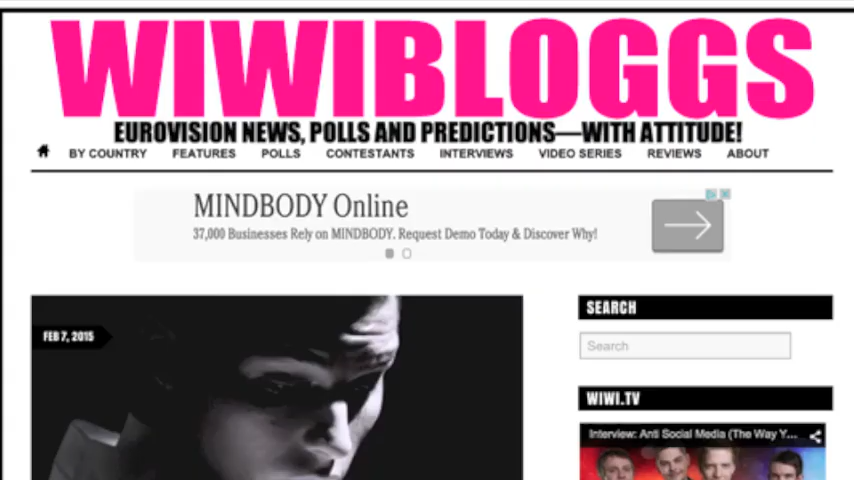 WIWIBLOGGS
EUROVISION NEWS, POLLS AND PREDICTIONS—WITH ATTITUDE!
BY COUNTRY FEATURES POLLS CONTESTANTS INTERVIEWS VIDEO SERIES REVIEWS ABOUT
MINDBODY Online
37,000 Businesses Rely on MINDBODY. Request Demo Today & Discover Why!
FEB 7, 2015
SEARCH
Search
WIWI.TV
Interview: Anti Social Media (The Way Y...